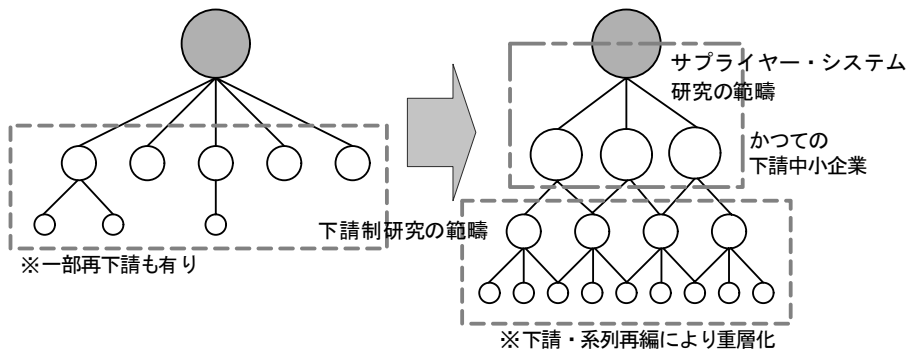 サプライヤー・システム
研究の範疇
かつての
下請中小企業
下請制研究の範疇
※一部再下請も有り
※下請・系列再編により重層化